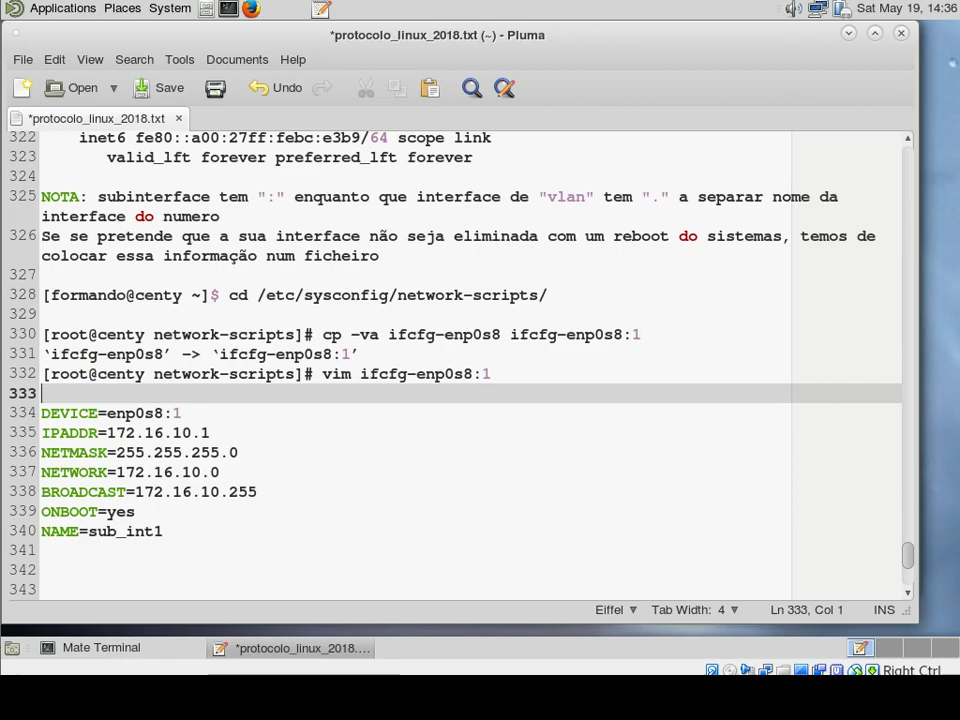 Applications Places System
Sat May 19, 14:36
*protocolo_linux_2018.txt (~) - Pluma
File Edit View Search Tools Documents Help
Open Save Undo
*protocolo_linux_2018.txt ×
322 inet6 fe80::a00:27ff:febc:e3b9/64 scope link
323 valid_lft forever preferred_lft forever
324
325 NOTA: subinterface tem ":" enquanto que interface de "vlan" tem "." a separar nome da
interface do numero
326 Se se pretende que a sua interface não seja eliminada com um reboot do sistemas, temos de
colocar essa informação num ficheiro
327
328 [formando@centy ~]$ cd /etc/sysconfig/network-scripts/
329
330 [root@centy network-scripts]# cp -va ifcfg-enp0s8 ifcfg-enp0s8:1
331 ‘ifcfg-enp0s8’ -> ‘ifcfg-enp0s8:1’
332 [root@centy network-scripts]# vim ifcfg-enp0s8:1
333
334 DEVICE=enp0s8:1
335 IPADDR=172.16.10.1
336 NETMASK=255.255.255.0
337 NETWORK=172.16.10.0
338 BROADCAST=172.16.10.255
339 ONBOOT=yes
340 NAME=sub_int1
341
342
343
Eiffel Tab Width: 4 Ln 333, Col 1 INS
Mate Terminal *protocolo_linux_2018....
Right Ctrl